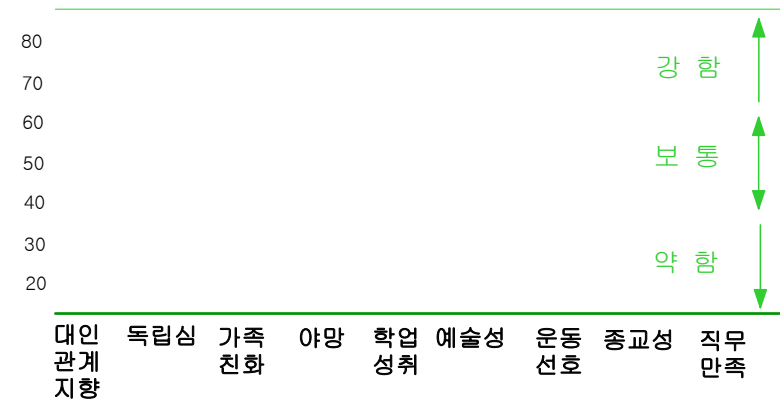 80
70
60
50
40
30
20
강 함
보 통
약 함
대인
관계
지향
독립심
가족
친화
야망
학업
성취
예술성
운동
선호
종교성
직무
만족